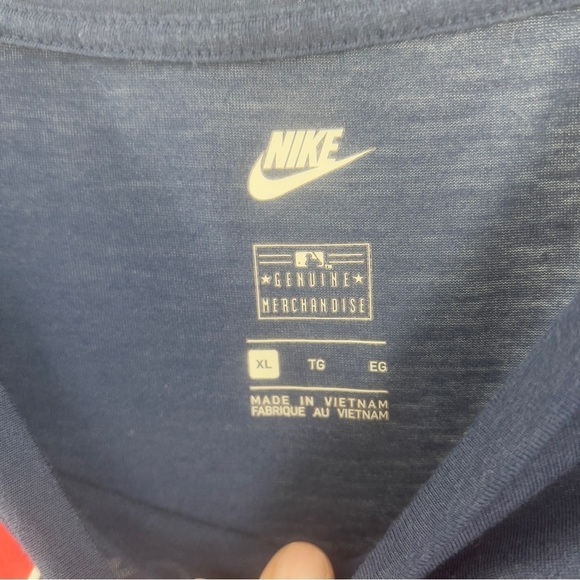 NIKE
★ GENUINE ★
MERCHANDISE
XL TG EG
MADE IN VIETNAM
FABRIQUE AU VIETNAM